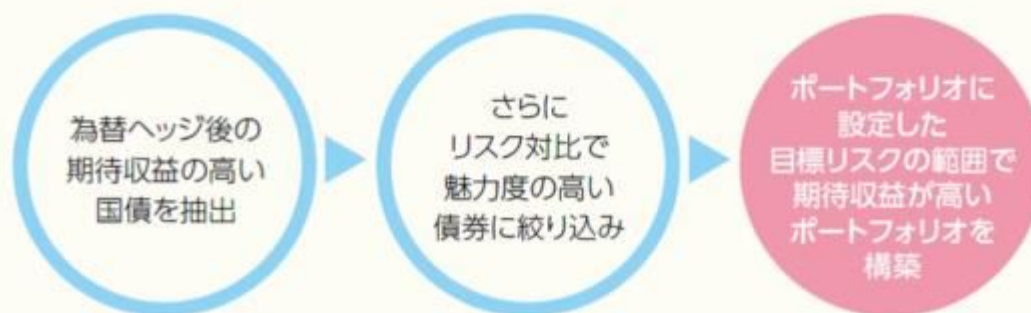 為替ヘッジ後の
期待収益の高い
国債を抽出
さらに
リスク対比で
魅力度の高い
債券に絞り込み
ポートフォリオに
設定した
目標リスクの範囲で
期待収益が高い
ポートフォリオを
構築